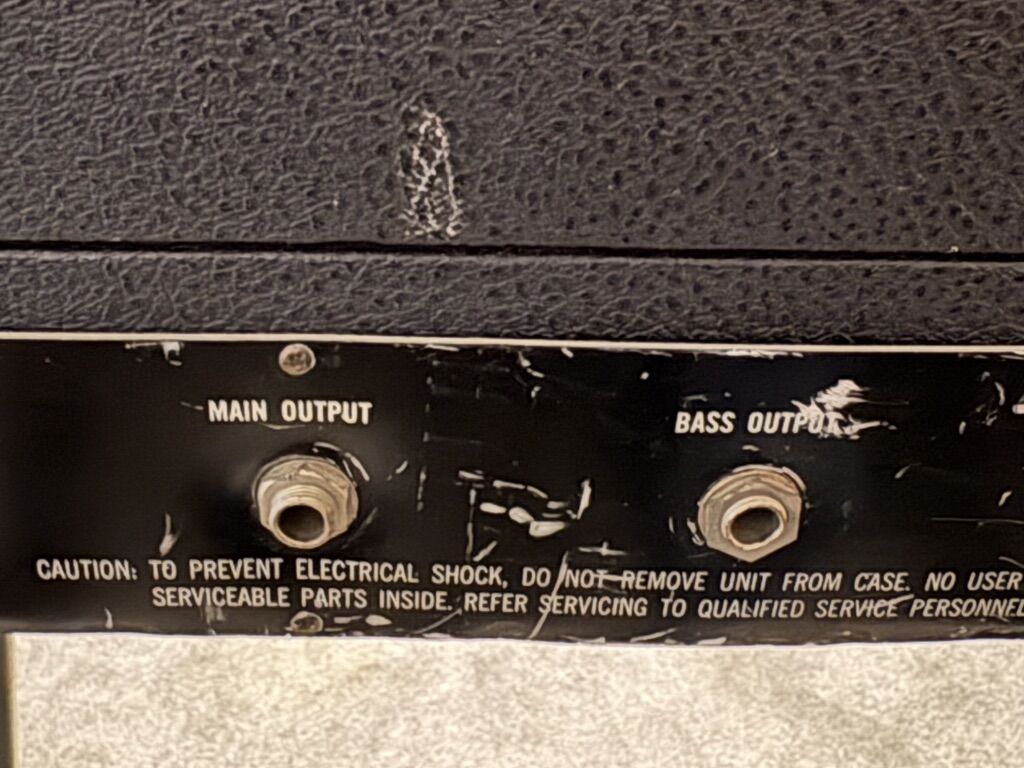 MAIN OUTPUT
BASS OUTPUT
CAUTION: TO PREVENT ELECTRICAL SHOCK, DO NOT REMOVE UNIT FROM CASE. NO USER
SERVICEABLE PARTS INSIDE. REFER SERVICING TO QUALIFIED SERVICE PERSONNEL